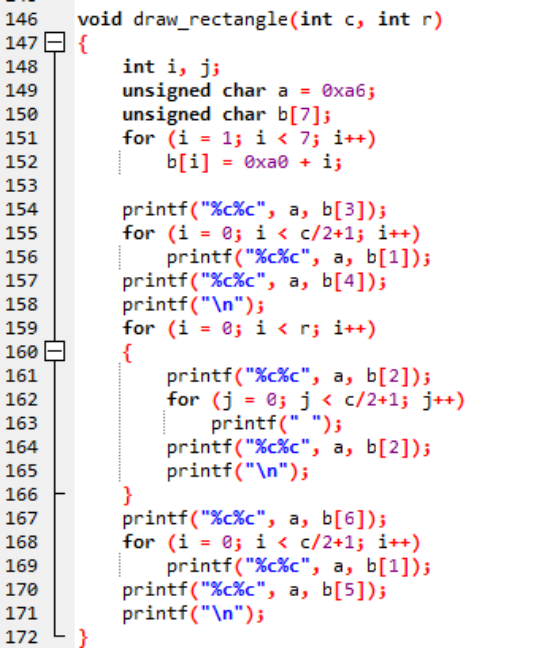 146 void draw_rectangle(int c, int r)
147 {
148 int i, j;
149 unsigned char a = 0xa6;
150 unsigned char b[7];
151 for (i = 1; i < 7; i++)
152 b[i] = 0xa0 + i;
153
154 printf("%c%c", a, b[3]);
155 for (i = 0; i < c/2+1; i++)
156 printf("%c%c", a, b[1]);
157 printf("%c%c", a, b[4]);
158 printf("\n");
159 for (i = 0; i < r; i++)
160 {
161 printf("%c%c", a, b[2]);
162 for (j = 0; j < c/2+1; j++)
163 printf(" ");
164 printf("%c%c", a, b[2]);
165 printf("\n");
166 }
167 printf("%c%c", a, b[6]);
168 for (i = 0; i < c/2+1; i++)
169 printf("%c%c", a, b[1]);
170 printf("%c%c", a, b[5]);
171 printf("\n");
172 }